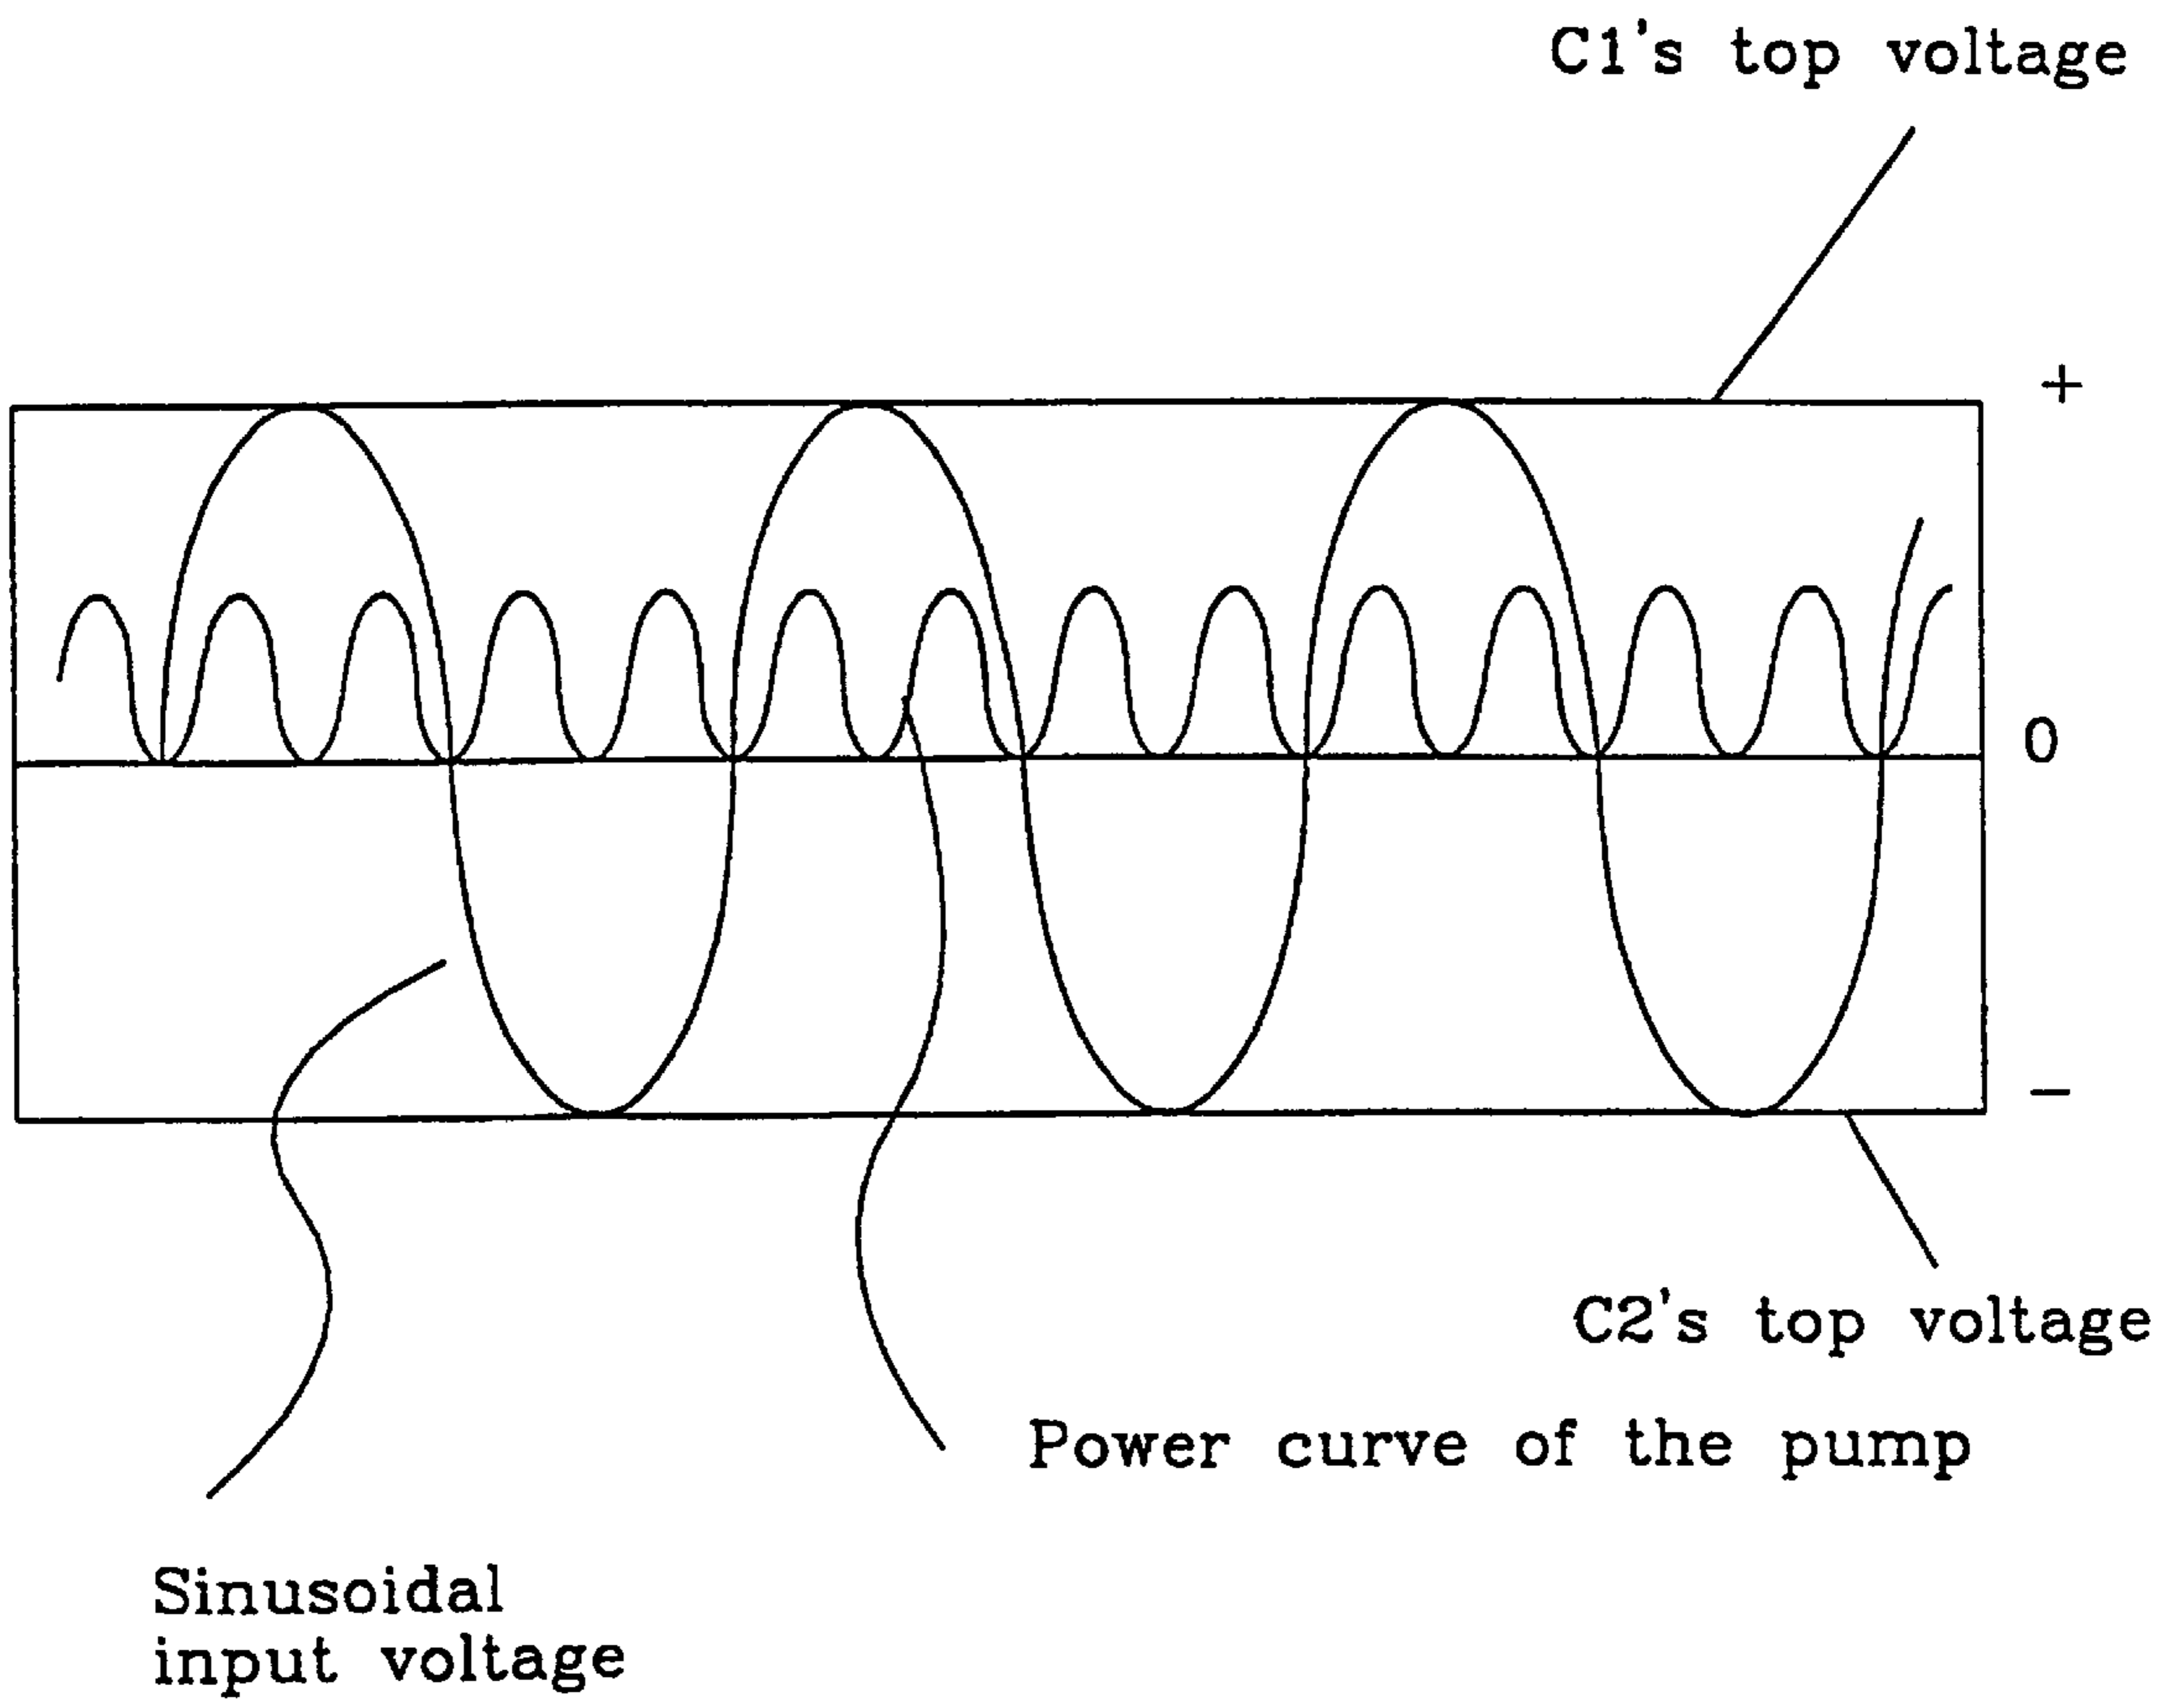 C1's top voltage
+
0
−
C2's top voltage
Power curve of the pump
Sinusoidal
input voltage